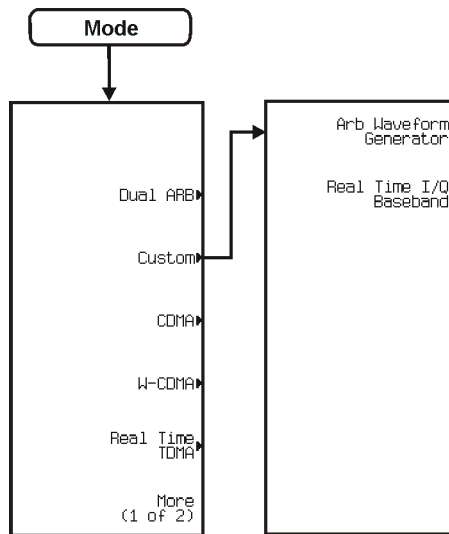 Mode
Dual ARB
Custom
CDMA
W-CDMA
Real Time
TDMA
More
(1 of 2)
Arb Waveform
Generator
Real Time I/Q
Baseband